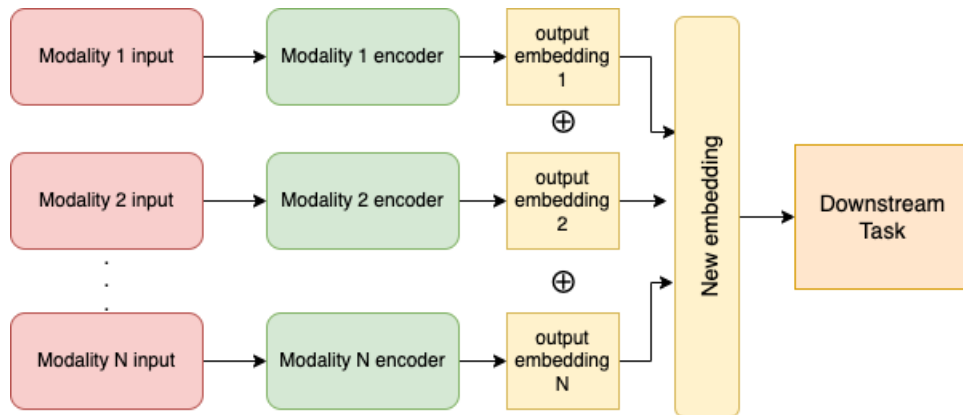 Modality 1 input
Modality 1 encoder
output
embedding
1
⊕
Modality 2 input
Modality 2 encoder
output
embedding
2
.
.
.
⊕
Modality N input
Modality N encoder
output
embedding
N
New embedding
Downstream
Task